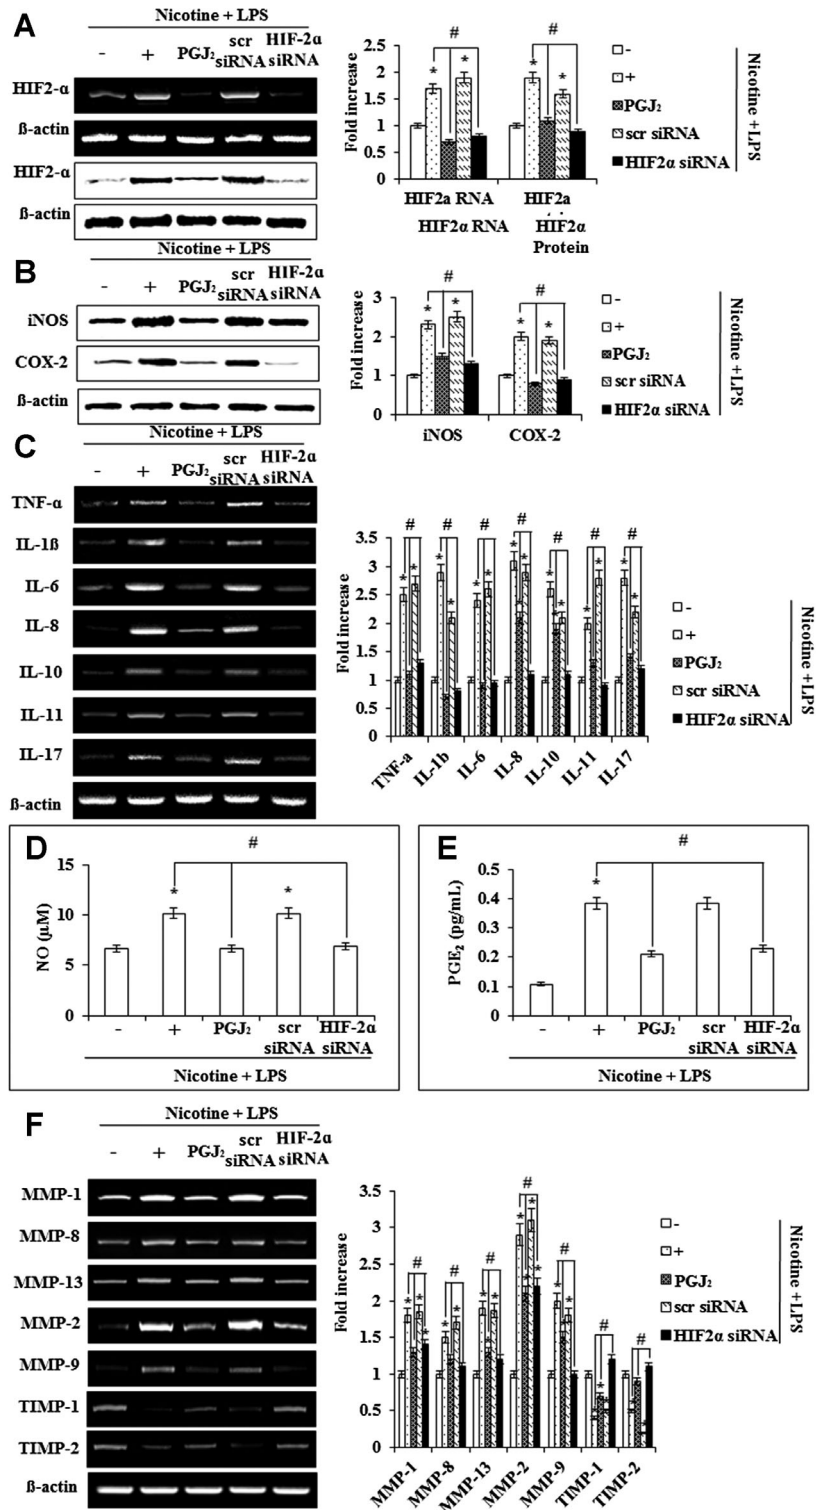 A
Nicotine + LPS
- + PGJ₂ scr siRNA HIF-2α siRNA
HIF2-α
ß-actin
HIF2-α
ß-actin
Fold increase
2.5
2
1.5
1
0.5
0
* * # * * #
HIF2a RNA HIF2a
HIF2α RNA HIF2α
Protein
-
+
PGJ₂
scr siRNA
HIF2α siRNA
Nicotine +LPS
B
Nicotine + LPS
- + PGJ₂ scr siRNA HIF-2α siRNA
iNOS
COX-2
ß-actin
Fold increase
3
2
1
0
* # * * # *
iNOS COX-2
-
+
PGJ₂
scr siRNA
HIF2α siRNA
Nicotine +LPS
C
Nicotine + LPS
- + PGJ₂ scr siRNA HIF-2α siRNA
TNF-α
IL-1ß
IL-6
IL-8
IL-10
IL-11
IL-17
ß-actin
Fold increase
3.5
3
2.5
2
1.5
1
0.5
0
# # # # # # #
TNF-a IL-1b IL-6 IL-8 IL-10 IL-11 IL-17
-
+
PGJ₂
scr siRNA
HIF2α siRNA
Nicotine +LPS
D
NO (µM)
15
10
5
0
* # *
- + PGJ₂ scr siRNA HIF-2α siRNA
Nicotine + LPS
E
PGE₂ (pg/mL)
0.5
0.4
0.3
0.2
0.1
0
* #
- + PGJ₂ scr siRNA HIF-2α siRNA
Nicotine + LPS
F
Nicotine + LPS
- + PGJ₂ scr siRNA HIF-2α siRNA
MMP-1
MMP-8
MMP-13
MMP-2
MMP-9
TIMP-1
TIMP-2
ß-actin
Fold increase
3.5
3
2.5
2
1.5
1
0.5
0
# # # # # # #
MMP-1 MMP-8 MMP-13 MMP-2 MMP-9 TIMP-1 TIMP-2
-
+
PGJ₂
scr siRNA
HIF2α siRNA
Nicotine +LPS